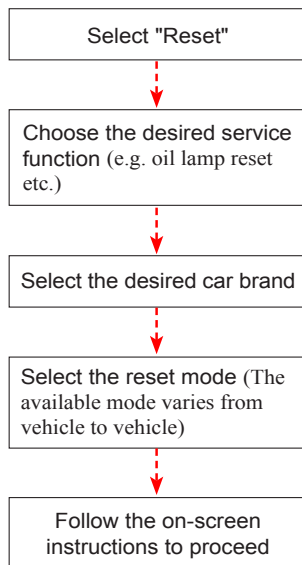 Select "Reset"
Choose the desired service
function (e.g. oil lamp reset
etc.)
Select the desired car brand
Select the reset mode (The
available mode varies from
vehicle to vehicle)
Follow the on-screen
instructions to proceed